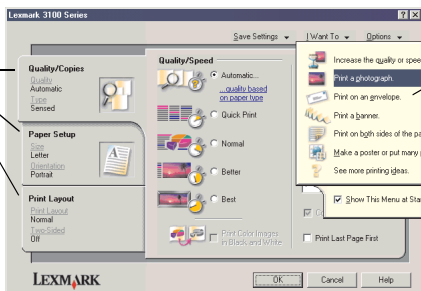 Lexmark 3100 Series
Save Settings
I Want To
Options
Quality/Copies
Quality
Automatic
Type
Sensed
Paper Setup
Size
Letter
Orientation
Portrait
Print Layout
Print Layout
Normal
Two-Sided
Off
Quality/Speed
Automatic...
...quality based
on paper type
Quick Print
Normal
Better
Best
Print Color Images
in Black and White
Increase the quality or spee
Print a photograph.
Print on an envelope.
Print a banner.
Print on both sides of the pa
Make a poster or put many
See more printing ideas.
Show This Menu at Star
Print Last Page First
LEXMARK
OK
Cancel
Help